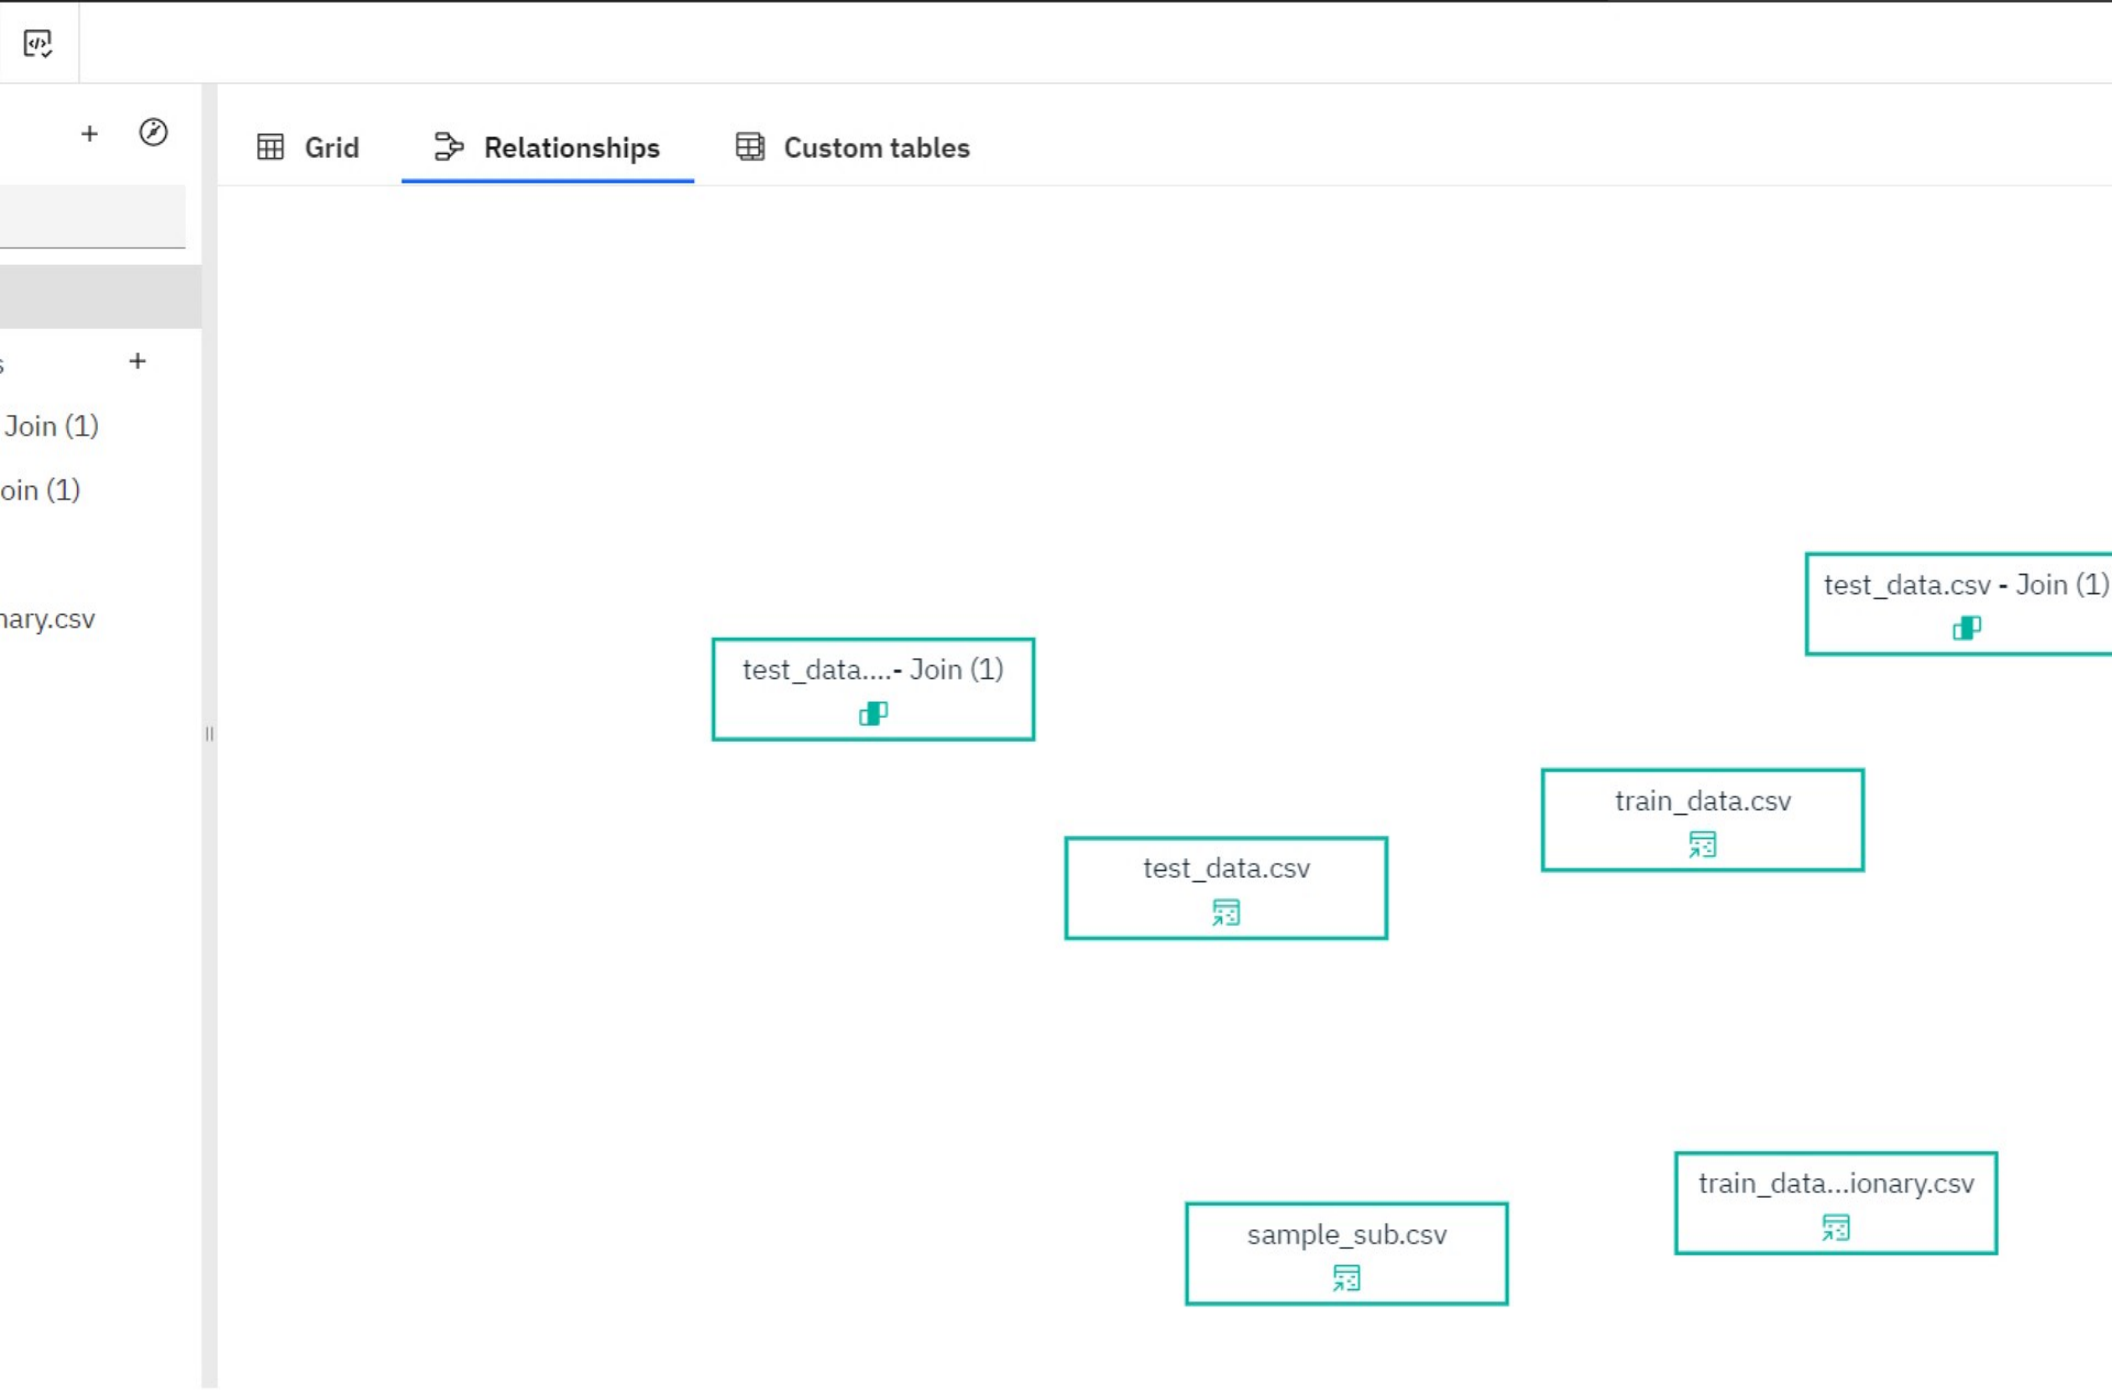 Grid
Relationships
Custom tables
s
Join (1)
oin (1)
nary.csv
test_data.csv - Join (1)
test_data....- Join (1)
train_data.csv
test_data.csv
train_data...ionary.csv
sample_sub.csv